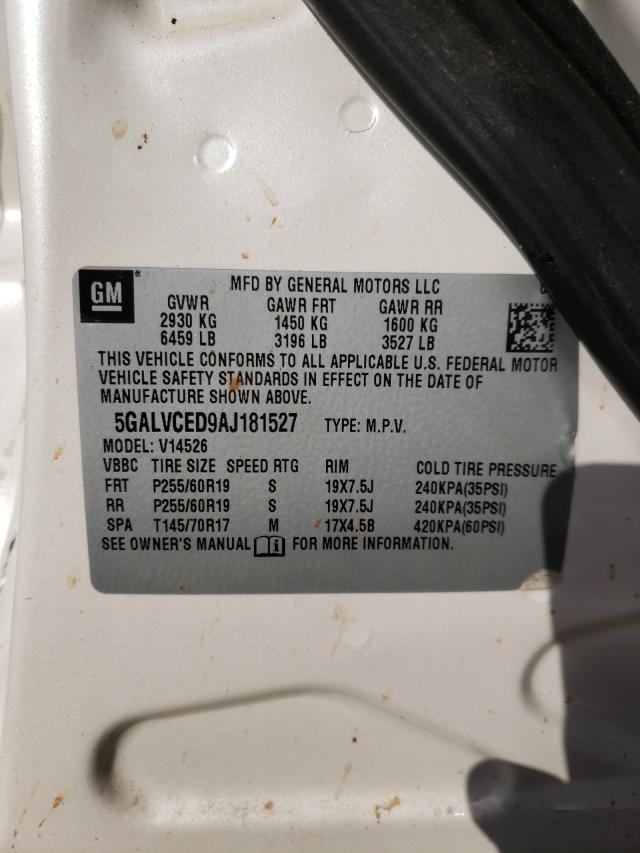 GM
MFD BY GENERAL MOTORS LLC
GVWR GAWR FRT GAWR RR
2930 KG 1450 KG 1600 KG
6459 LB 3196 LB 3527 LB
THIS VEHICLE CONFORMS TO ALL APPLICABLE U.S. FEDERAL MOTOR
VEHICLE SAFETY STANDARDS IN EFFECT ON THE DATE OF
MANUFACTURE SHOWN ABOVE.
5GALVCED9AJ181527 TYPE: M.P.V.
MODEL: V14526
VBBC TIRE SIZE SPEED RTG RIM COLD TIRE PRESSURE
FRT P255/60R19 S 19X7.5J 240KPA(35PSI)
RR P255/60R19 S 19X7.5J 240KPA(35PSI)
SPA T145/70R17 M 17X4.5B 420KPA(60PSI)
SEE OWNER'S MANUAL FOR MORE INFORMATION.